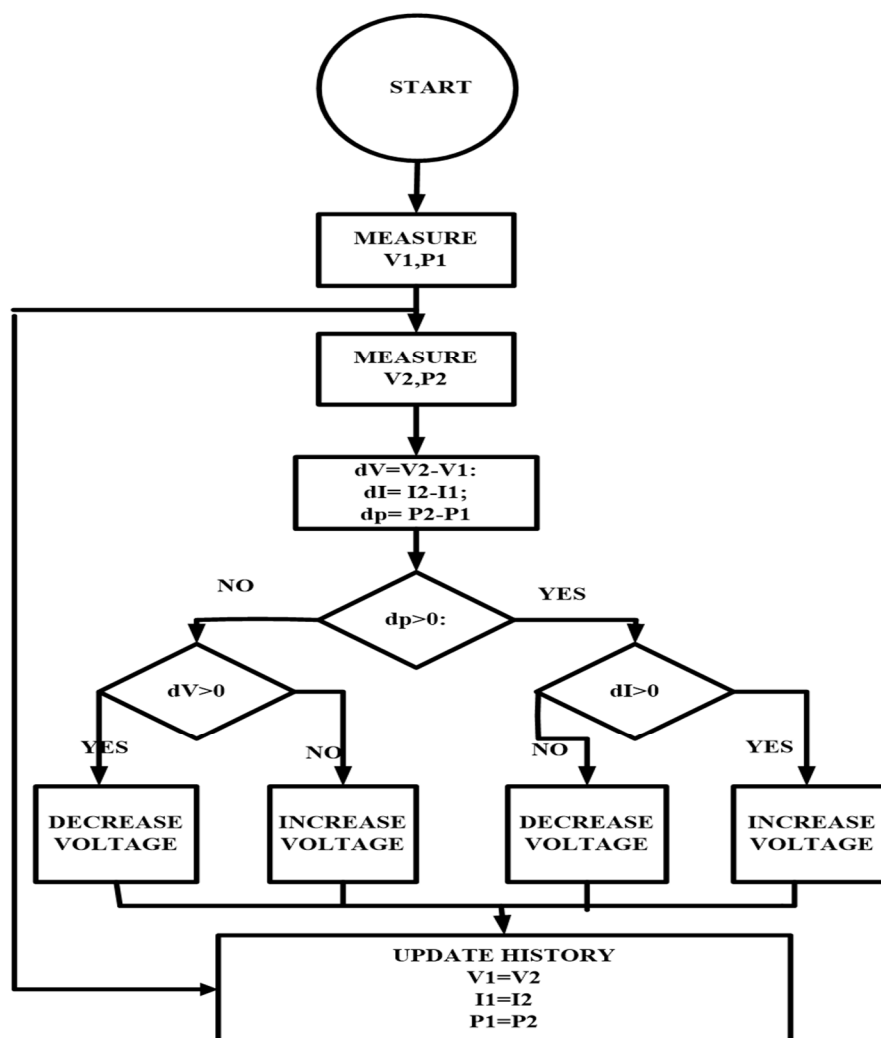 START
MEASURE
V1,P1
MEASURE
V2,P2
dV=V2-V1:
dI= I2-I1;
dp= P2-P1
NO
YES
dp>0:
dV>0
dI>0
YES
NO
NO
YES
DECREASE
VOLTAGE
INCREASE
VOLTAGE
DECREASE
VOLTAGE
INCREASE
VOLTAGE
UPDATE HISTORY
V1=V2
I1=I2
P1=P2